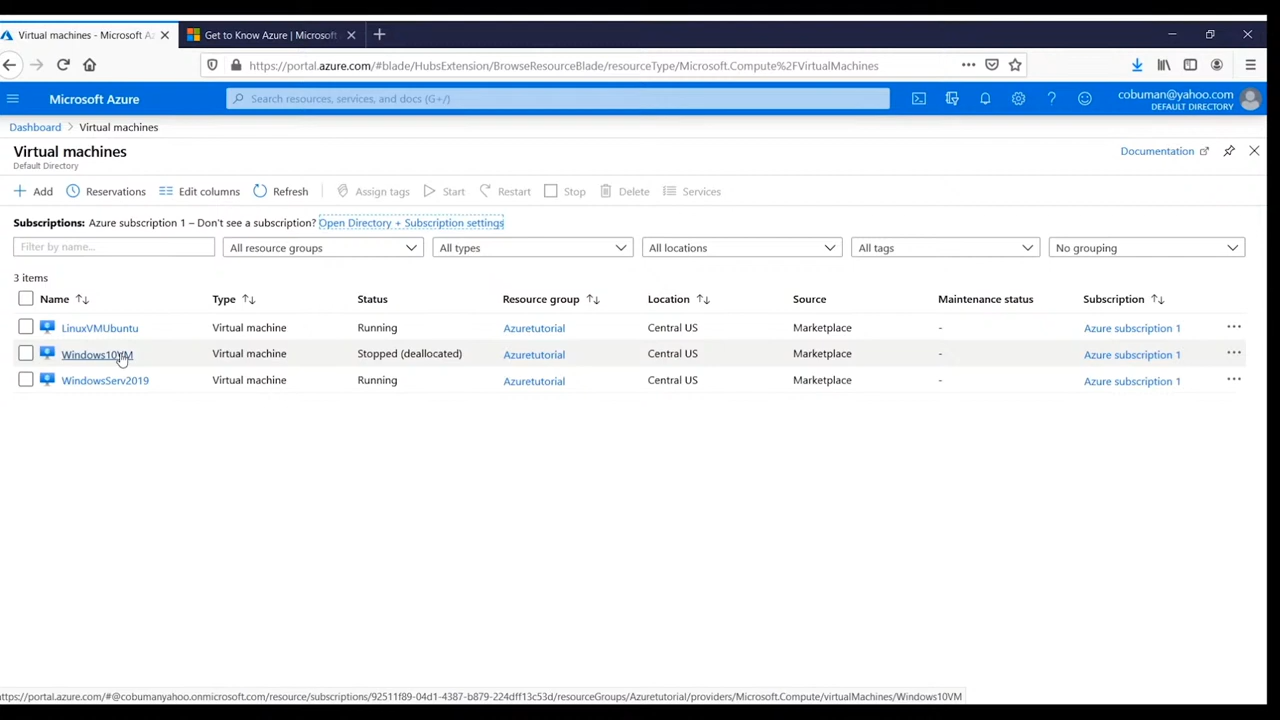 Virtual machines - Microsoft Az
Get to Know Azure | Microsoft
https://portal.azure.com/#blade/HubsExtension/BrowseResourceBlade/resourceType/Microsoft.Compute%2FVirtualMachines
Microsoft Azure
Search resources, services, and docs (G+/)
cobuman@yahoo.com
DEFAULT DIRECTORY
Dashboard > Virtual machines
Virtual machines
Default Directory
Documentation
Add Reservations Edit columns Refresh Assign tags Start Restart Stop Delete Services
Subscriptions: Azure subscription 1 – Don't see a subscription? Open Directory + Subscription settings
Filter by name... All resource groups All types All locations All tags No grouping
3 items
Name Type Status Resource group Location Source Maintenance status Subscription
LinuxVMUbuntu Virtual machine Running Azuretutorial Central US Marketplace - Azure subscription 1
Windows10VM Virtual machine Stopped (deallocated) Azuretutorial Central US Marketplace - Azure subscription 1
WindowsServ2019 Virtual machine Running Azuretutorial Central US Marketplace - Azure subscription 1
https://portal.azure.com/#@cobumanyahoo.onmicrosoft.com/resource/subscriptions/92511f89-04d1-4387-b879-224dff13c53d/resourceGroups/Azuretutorial/providers/Microsoft.Compute/virtualMachines/Windows10VM